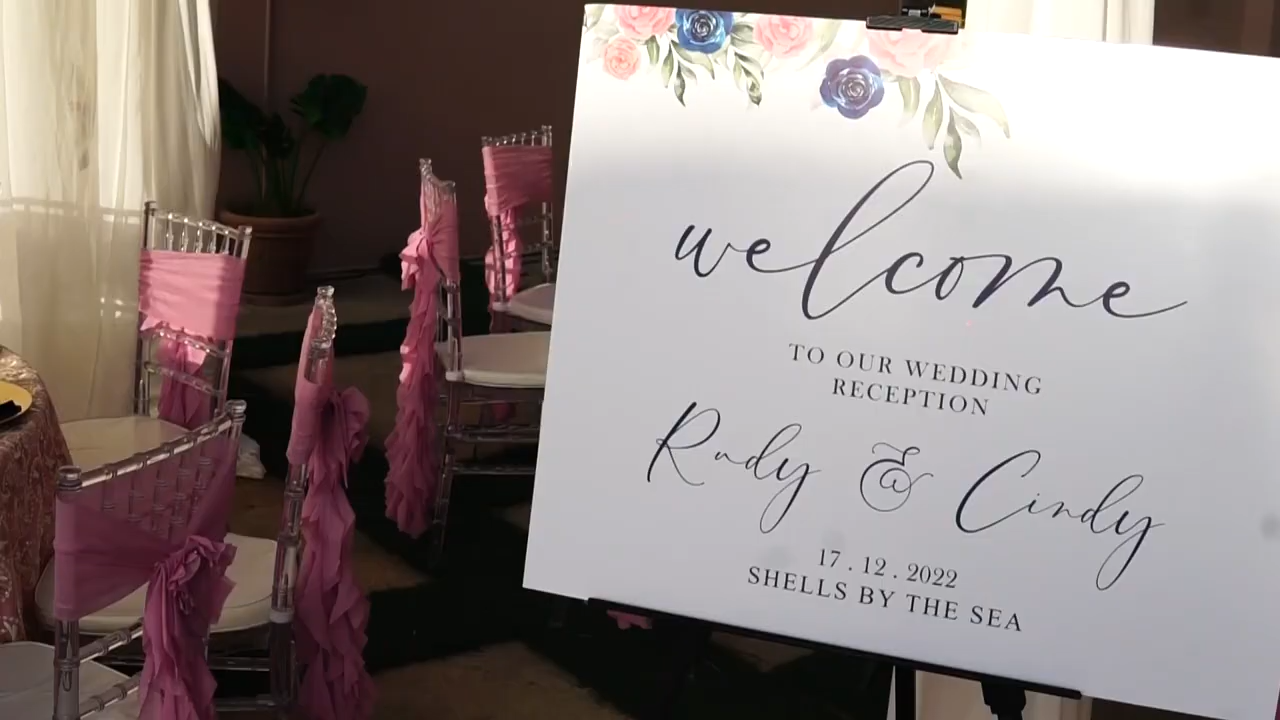 welcome
TO OUR WEDDING
RECEPTION
Rudy & Cindy
17.12.2022
SHELLS BY THE SEA